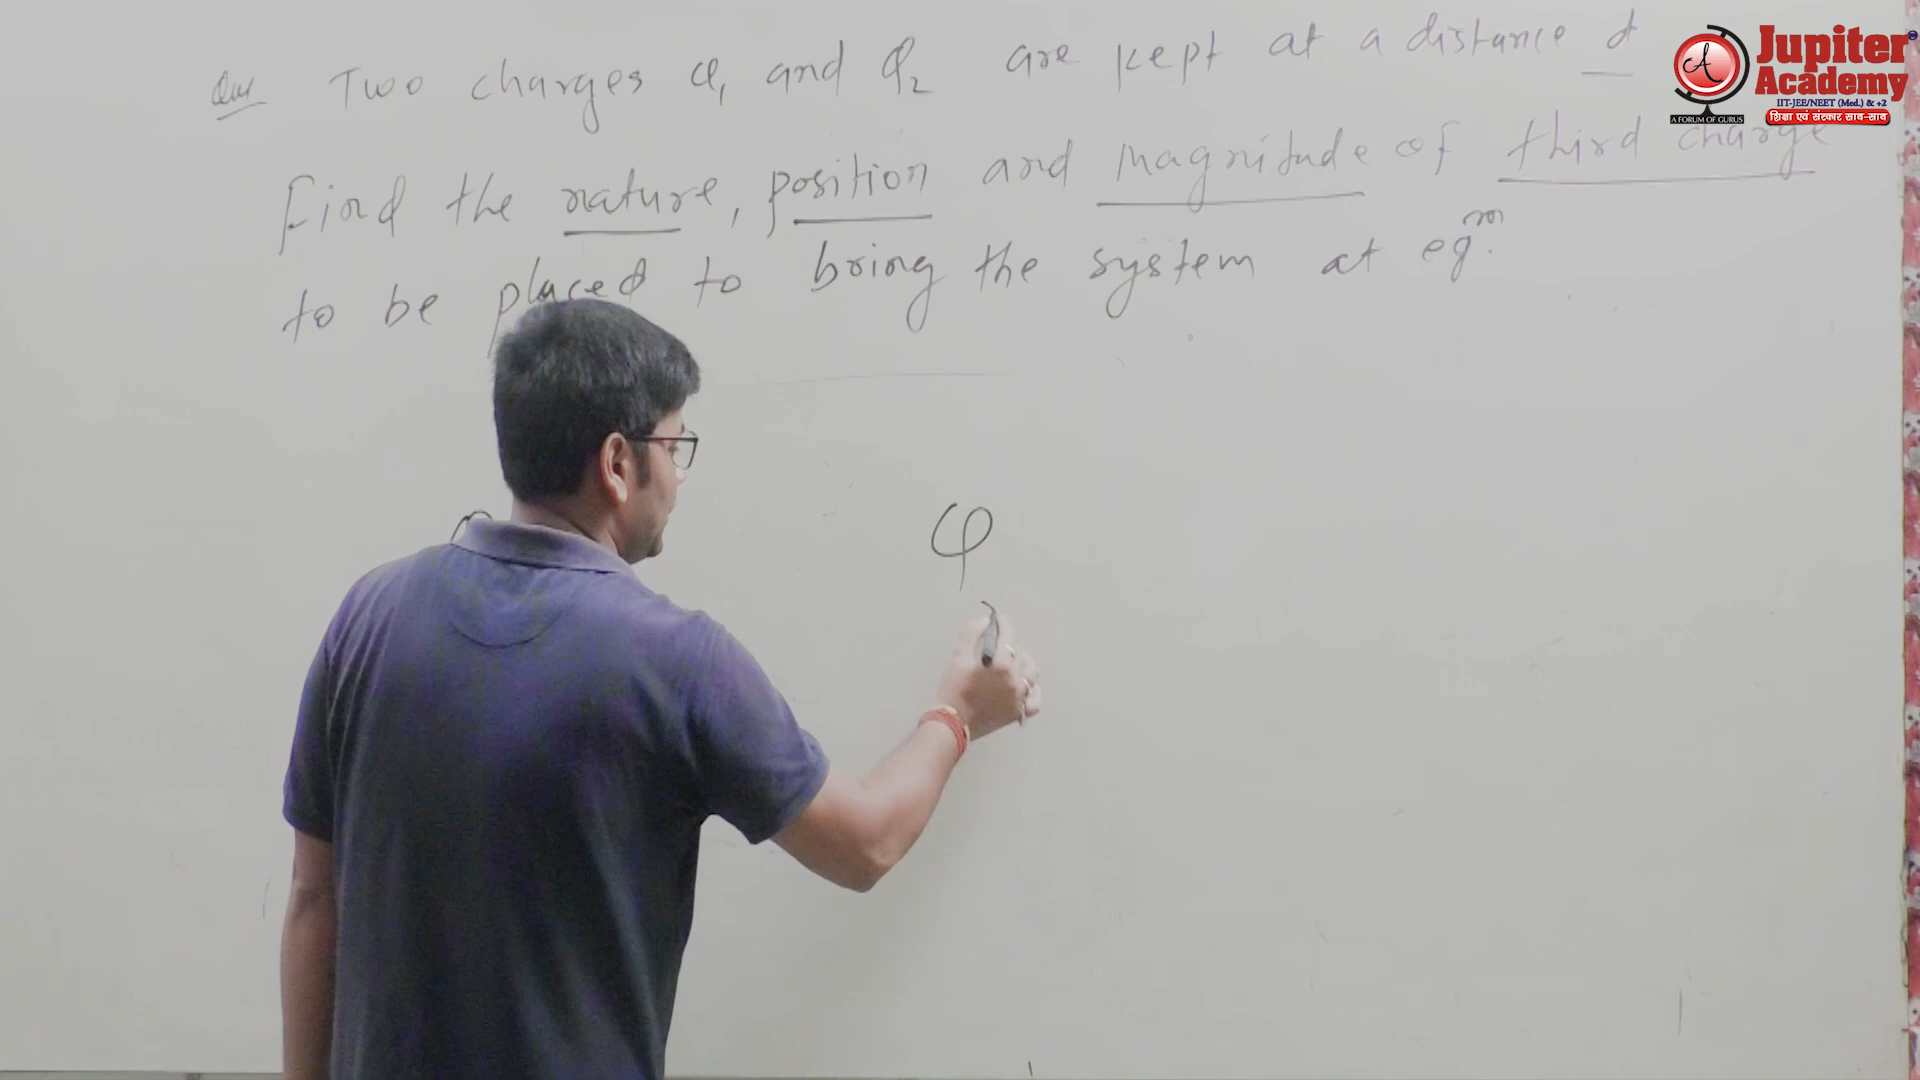 Que Two charges Q1 and Q2 are kept at a distance d
Find the nature, position and magnitude of third charge
to be placed to bring the system at eqm.
Q
Jupiter
Academy
IIT-JEE/NEET (Med.) & +2
A FORUM OF GURUS
शिक्षा एवं संस्कार साथ-साथ